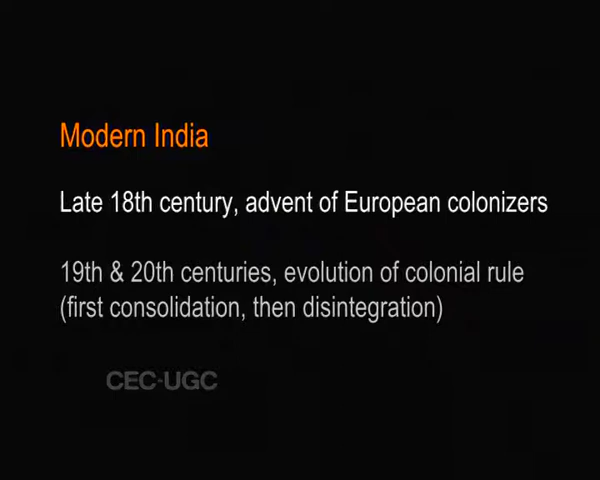 Modern India
Late 18th century, advent of European colonizers
19th & 20th centuries, evolution of colonial rule
(first consolidation, then disintegration)
CEC-UGC